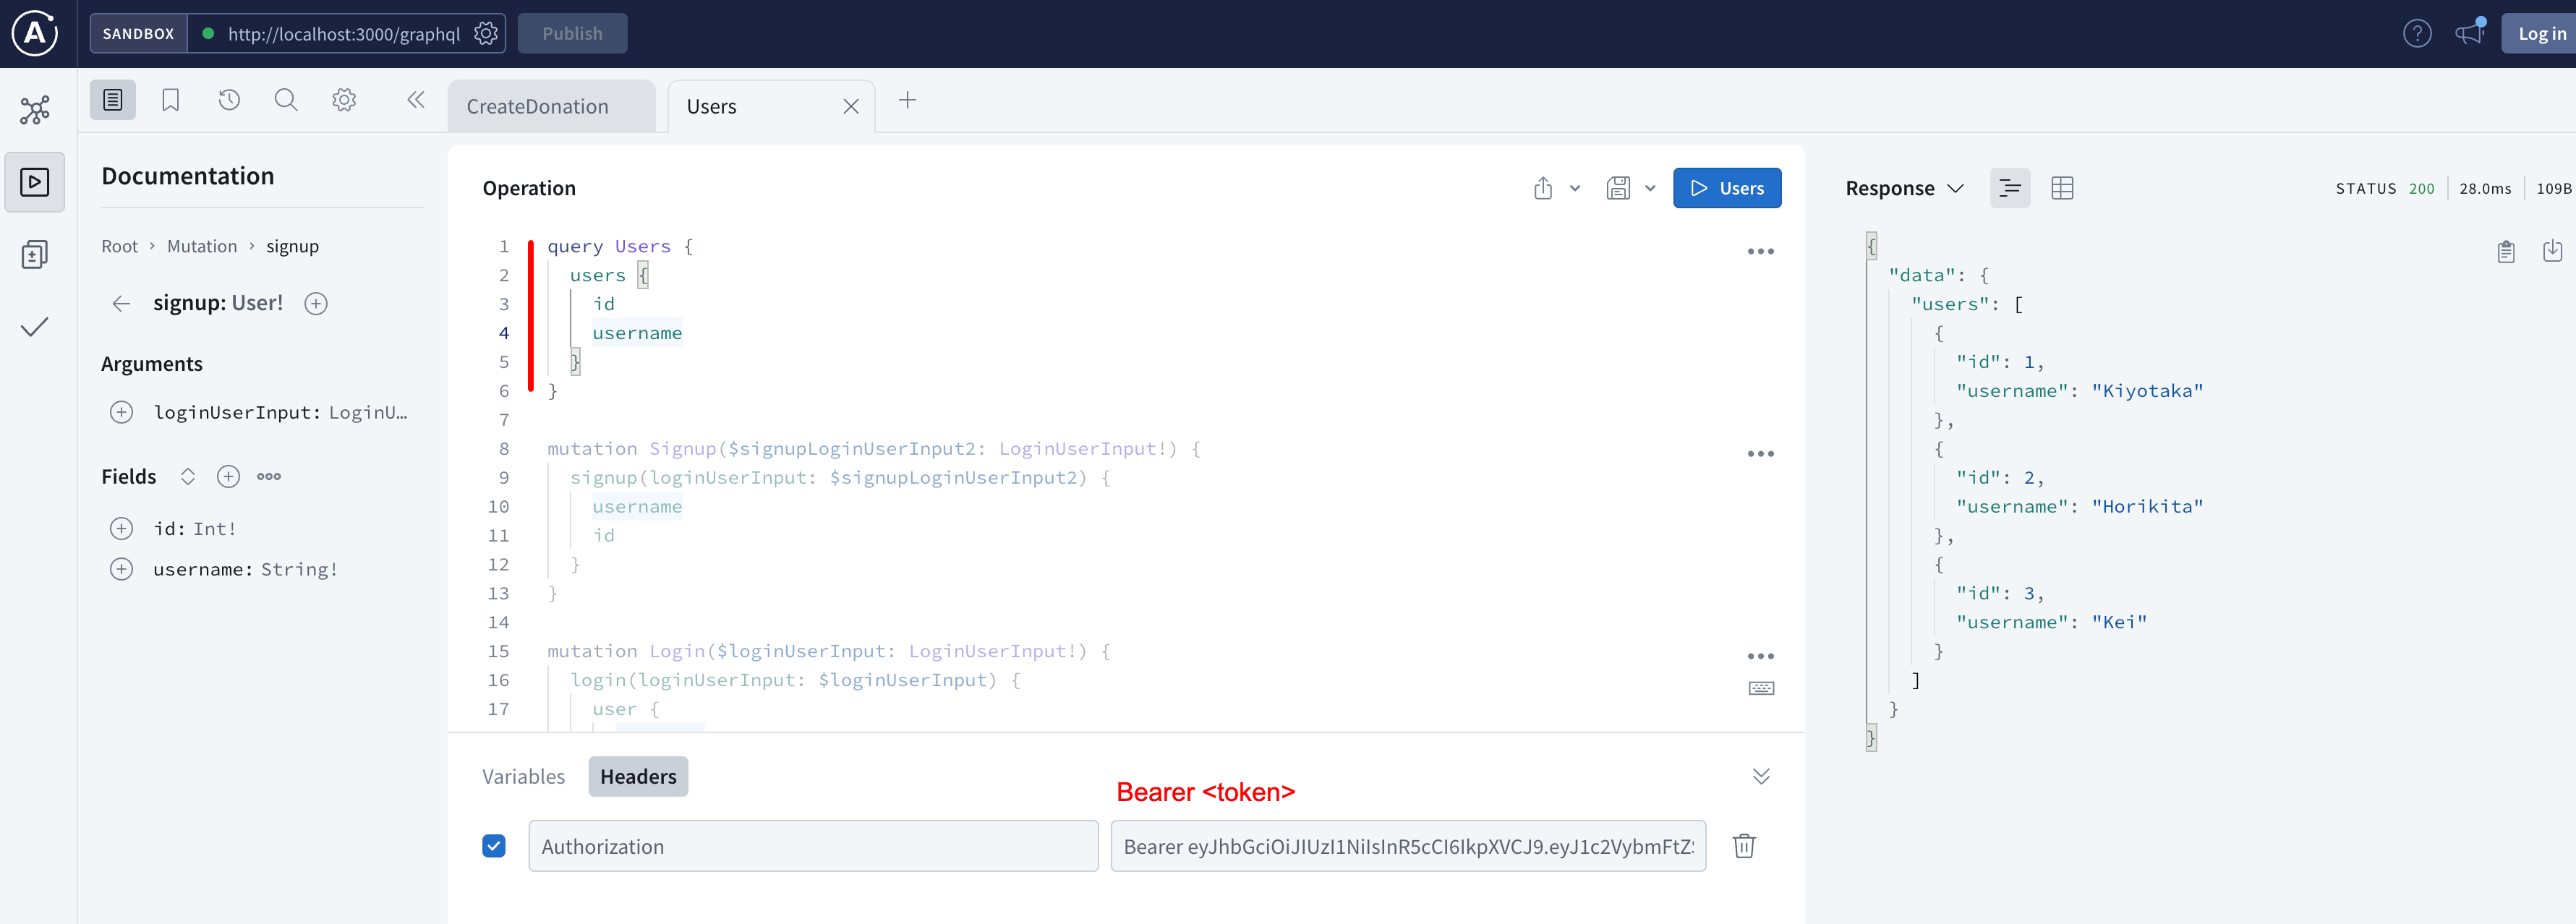 SANDBOX
http://localhost:3000/graphql
Publish
Log in
CreateDonation
Users
Documentation
Root › Mutation › signup
signup: User!
Arguments
loginUserInput: LoginU...
Fields
id: Int!
username: String!
Operation
Users
1 query Users {
2 users {
3 id
4 username
5 }
6 }
7
8 mutation Signup($signupLoginUserInput2: LoginUserInput!) {
9 signup(loginUserInput: $signupLoginUserInput2) {
10 username
11 id
12 }
13 }
14
15 mutation Login($loginUserInput: LoginUserInput!) {
16 login(loginUserInput: $loginUserInput) {
17 user {
Variables
Headers
Bearer <token>
Authorization
Bearer eyJhbGciOiJIUzI1NiIsInR5cCI6IkpXVCJ9.eyJ1c2VybmFtZ
Response
STATUS 200 28.0ms 109B
{
"data": {
"users": [
{
"id": 1,
"username": "Kiyotaka"
},
{
"id": 2,
"username": "Horikita"
},
{
"id": 3,
"username": "Kei"
}
]
}
}